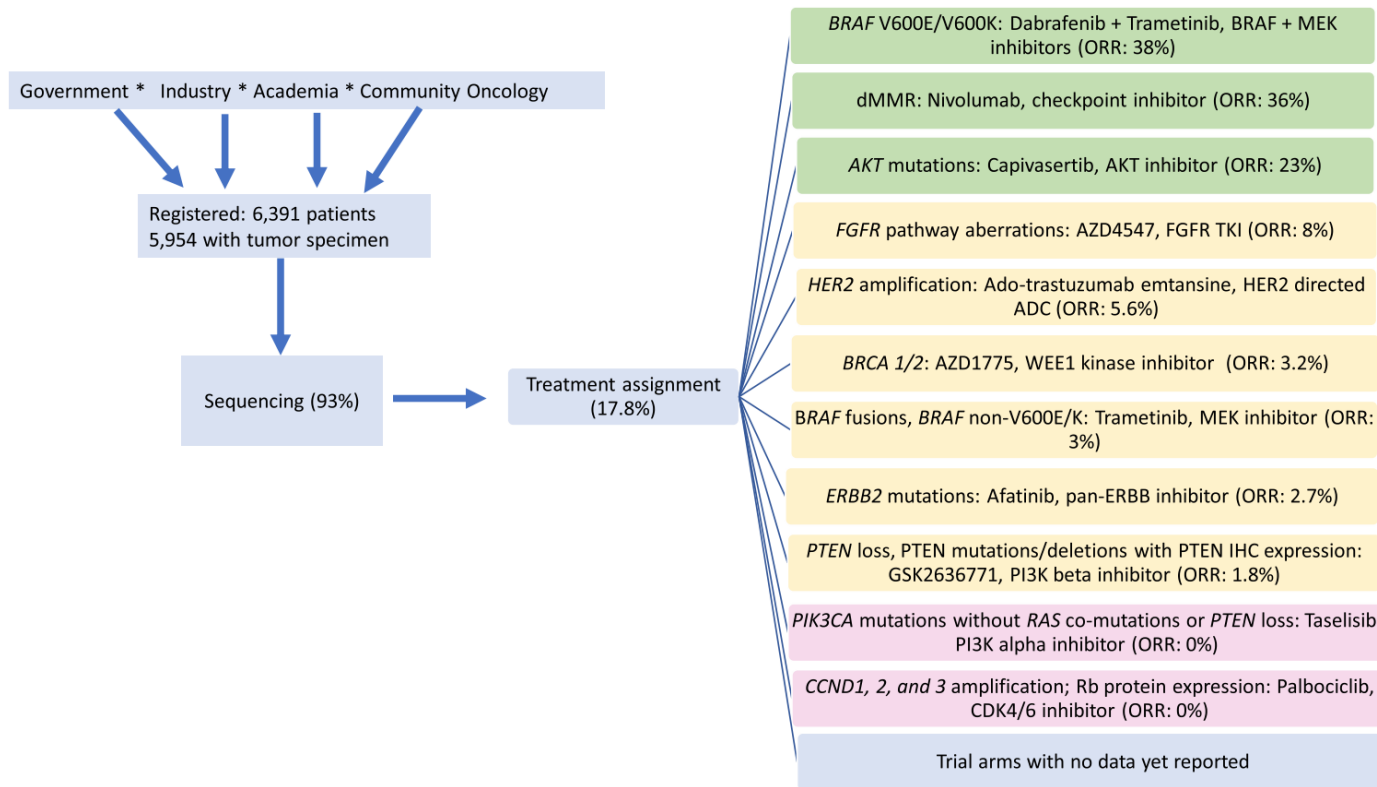 Government * Industry * Academia * Community Oncology
Registered: 6,391 patients
5,954 with tumor specimen
Sequencing (93%)
Treatment assignment
(17.8%)
BRAF V600E/V600K: Dabrafenib + Trametinib, BRAF + MEK
inhibitors (ORR: 38%)
dMMR: Nivolumab, checkpoint inhibitor (ORR: 36%)
AKT mutations: Capivasertib, AKT inhibitor (ORR: 23%)
FGFR pathway aberrations: AZD4547, FGFR TKI (ORR: 8%)
HER2 amplification: Ado-trastuzumab emtansine, HER2 directed
ADC (ORR: 5.6%)
BRCA 1/2: AZD1775, WEE1 kinase inhibitor (ORR: 3.2%)
BRAF fusions, BRAF non-V600E/K: Trametinib, MEK inhibitor (ORR:
3%)
ERBB2 mutations: Afatinib, pan-ERBB inhibitor (ORR: 2.7%)
PTEN loss, PTEN mutations/deletions with PTEN IHC expression:
GSK2636771, PI3K beta inhibitor (ORR: 1.8%)
PIK3CA mutations without RAS co-mutations or PTEN loss: Taselisib
PI3K alpha inhibitor (ORR: 0%)
CCND1, 2, and 3 amplification; Rb protein expression: Palbociclib,
CDK4/6 inhibitor (ORR: 0%)
Trial arms with no data yet reported